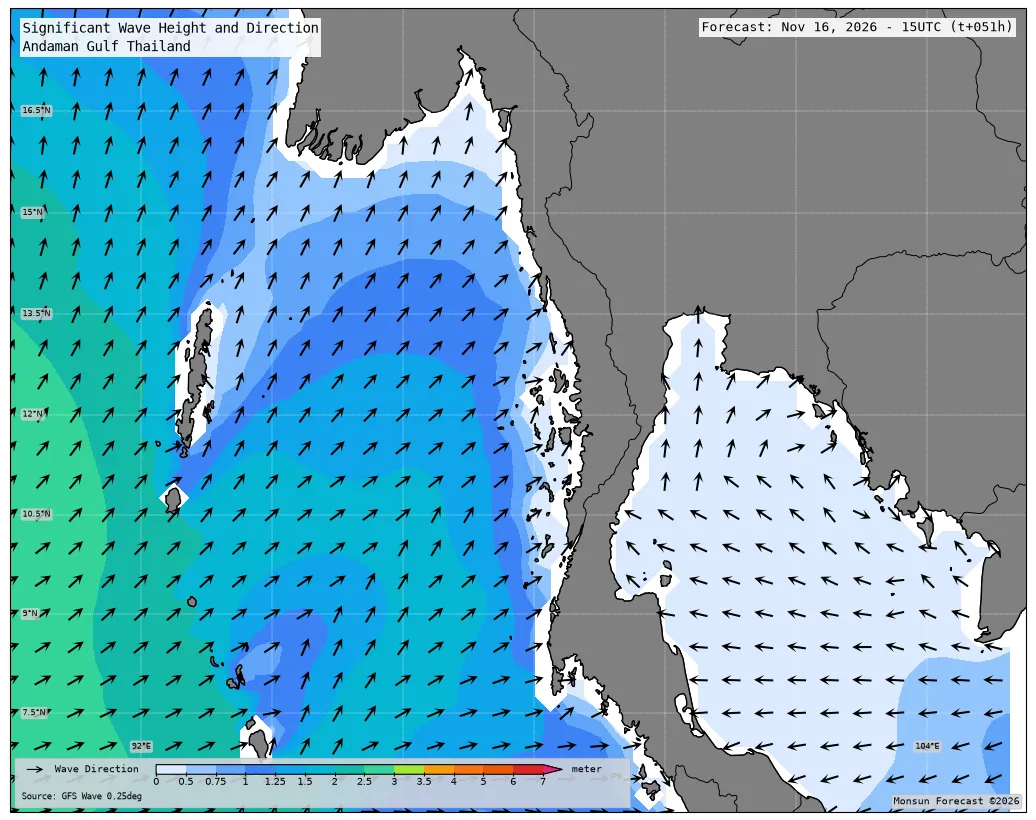 Significant Wave Height and Direction
Andaman Gulf Thailand
Forecast: Nov 16, 2026 - 15UTC (t+051h)
16.5°N
15°N
13.5°N
12°N
10.5°N
9°N
7.5°N
92°E
104°E
Wave Direction
0 0.5 0.75 1 1.25 1.5 2 2.5 3 3.5 4 5 6 7
meter
Source: GFS Wave 0.25deg
Monsun Forecast ©2026